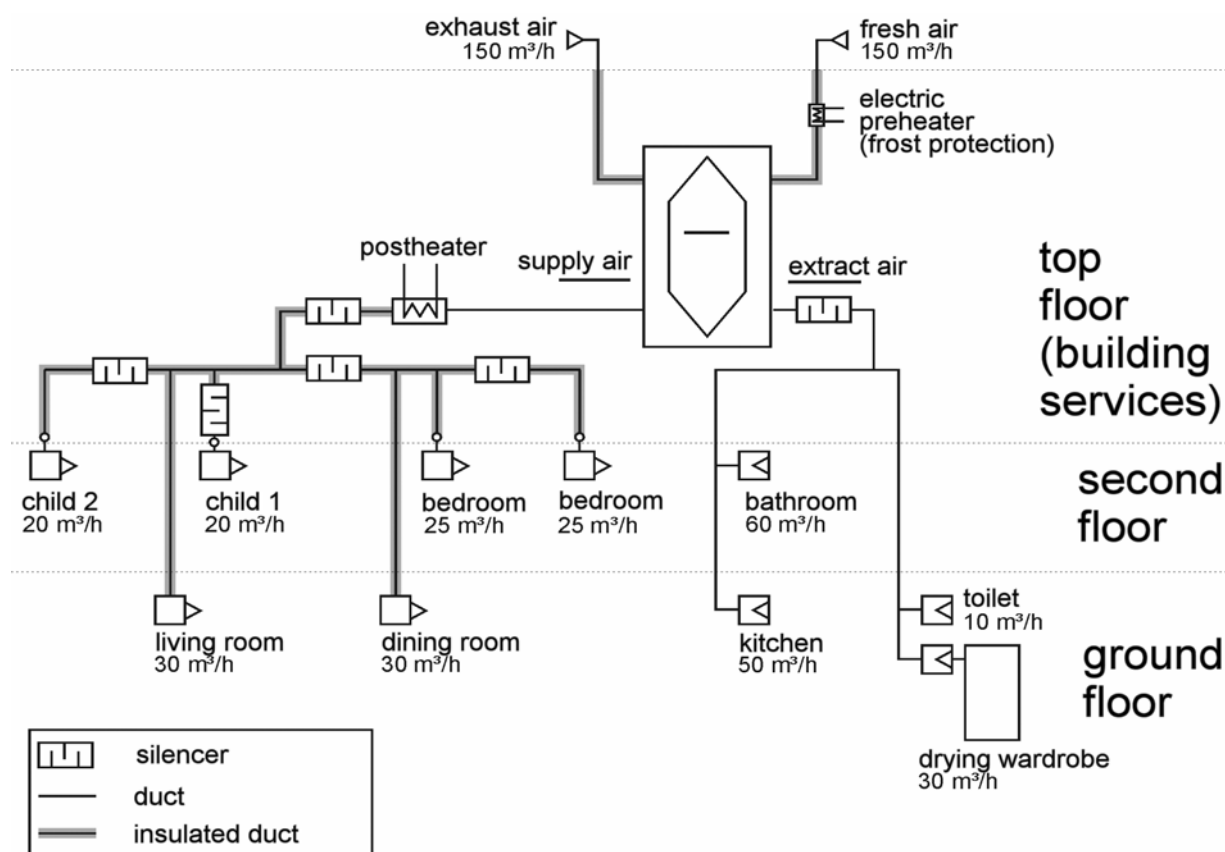 exhaust air
150 m³/h
fresh air
150 m³/h
electric
preheater
(frost protection)
postheater
supply air
extract air
top
floor
(building
services)
child 2
20 m³/h
child 1
20 m³/h
bedroom
25 m³/h
bedroom
25 m³/h
bathroom
60 m³/h
second
floor
living room
30 m³/h
dining room
30 m³/h
kitchen
50 m³/h
toilet
10 m³/h
ground
floor
drying wardrobe
30 m³/h
silencer
duct
insulated duct